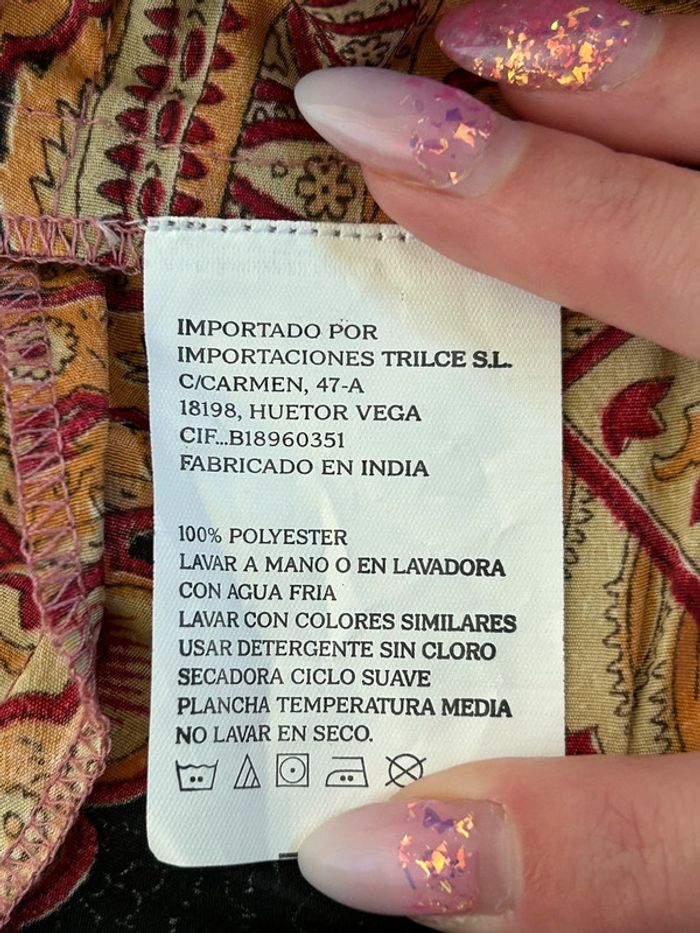 IMPORTADO POR
IMPORTACIONES TRILCE S.L.
C/CARMEN, 47-A
18198, HUETOR VEGA
CIF...B18960351
FABRICADO EN INDIA
100% POLYESTER
LAVAR A MANO O EN LAVADORA
CON AGUA FRIA
LAVAR CON COLORES SIMILARES
USAR DETERGENTE SIN CLORO
SECADORA CICLO SUAVE
PLANCHA TEMPERATURA MEDIA
NO LAVAR EN SECO.